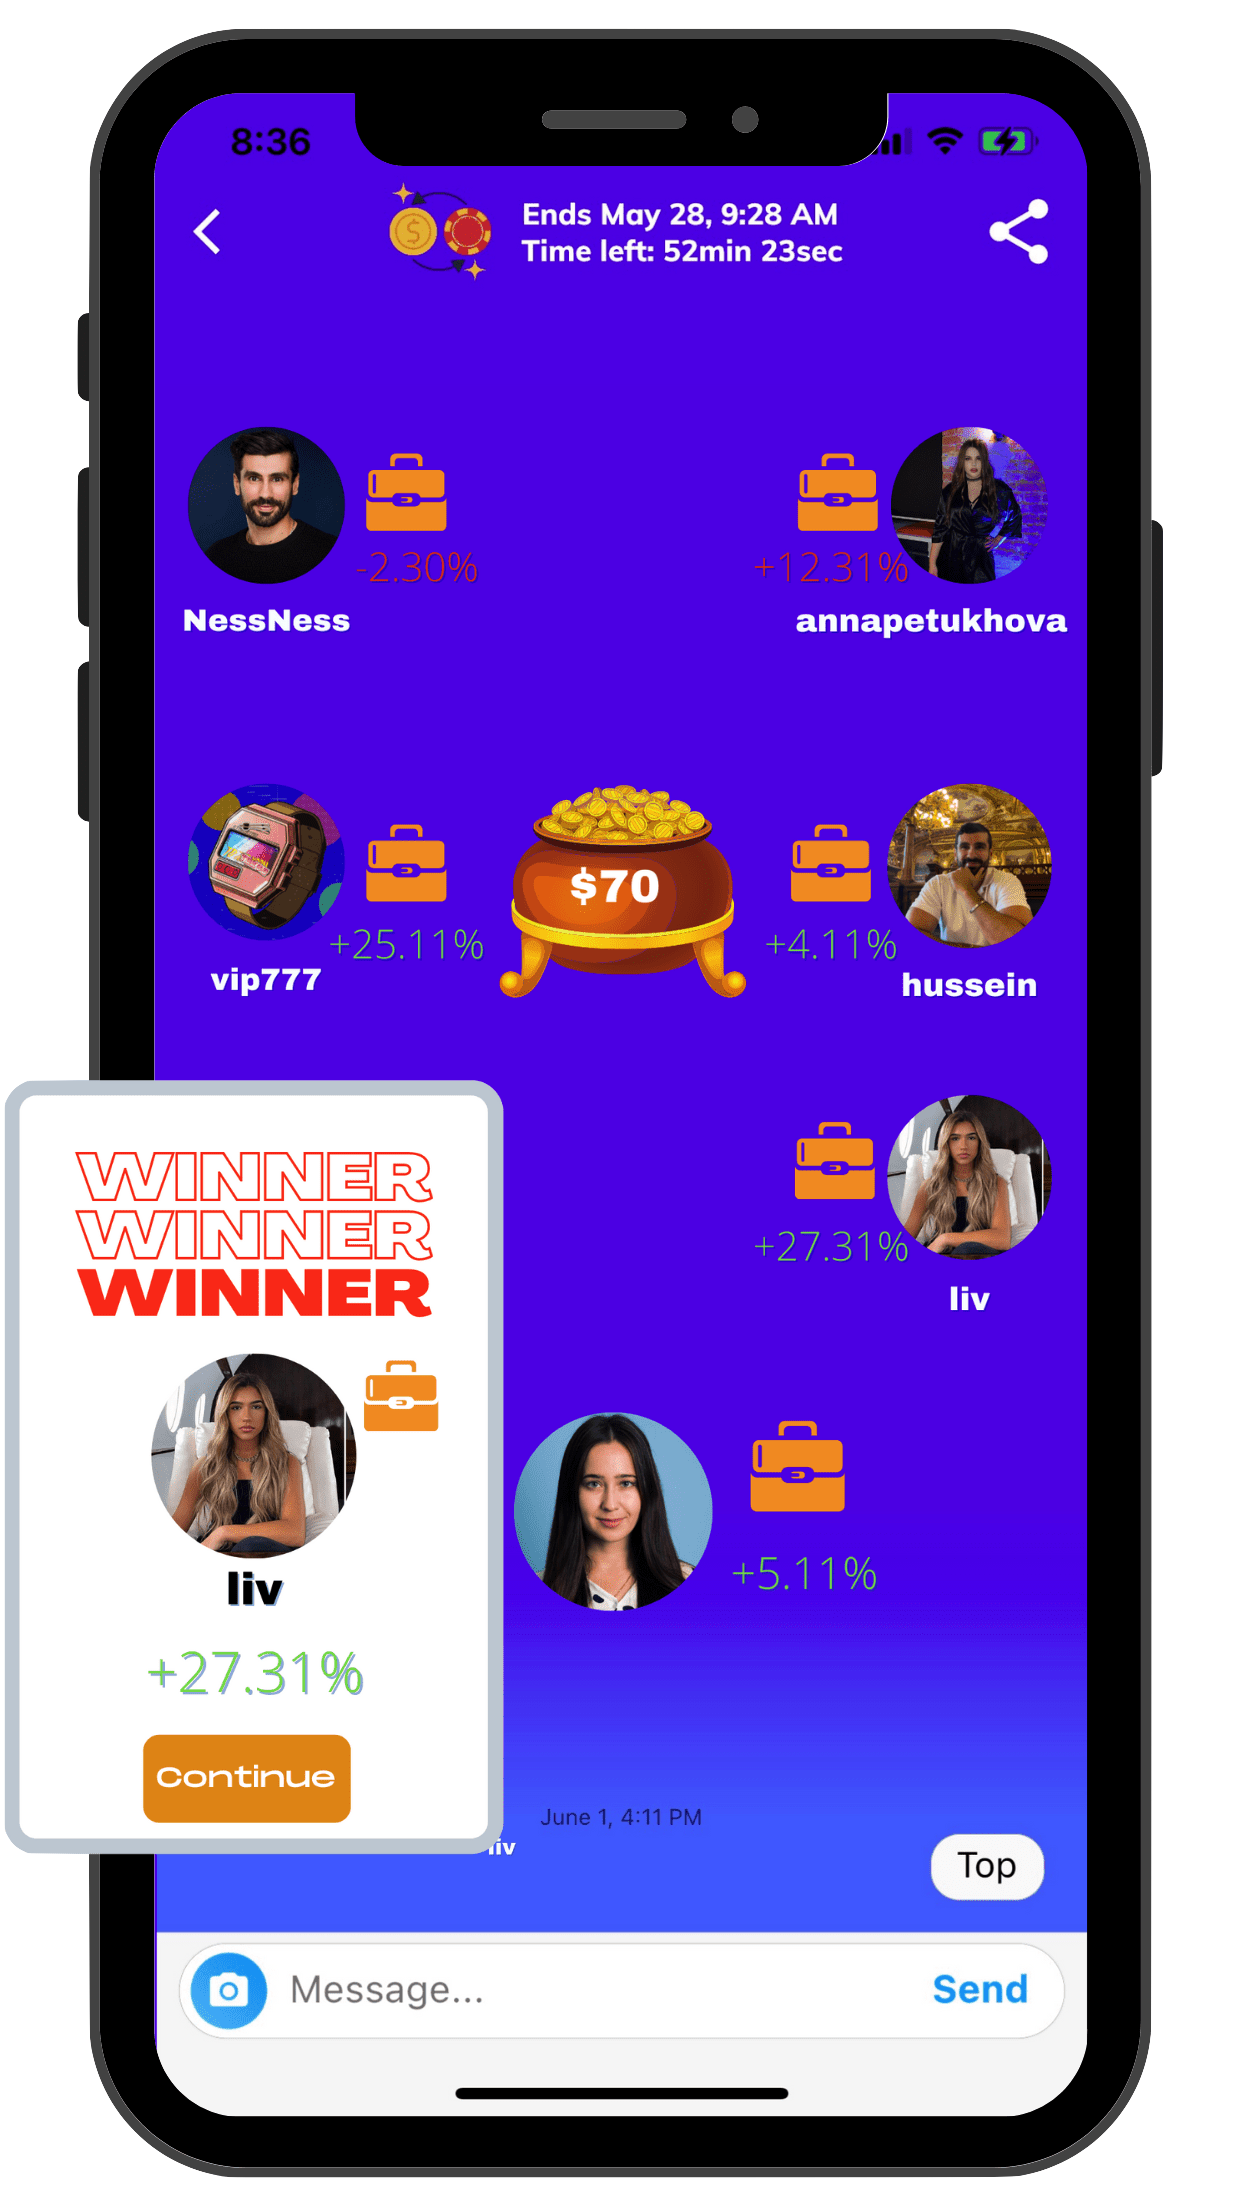 8:36
Ends May 28, 9:28 AM
Time left: 52min 23sec
-2.30%
+12.31%
NessNess
annapetukhova
$70
+25.11%
+4.11%
vip777
hussein
+27.31%
liv
WINNER
WINNER
WINNER
liv
+27.31%
Continue
+5.11%
June 1, 4:11 PM
liv
Top
Message...
Send